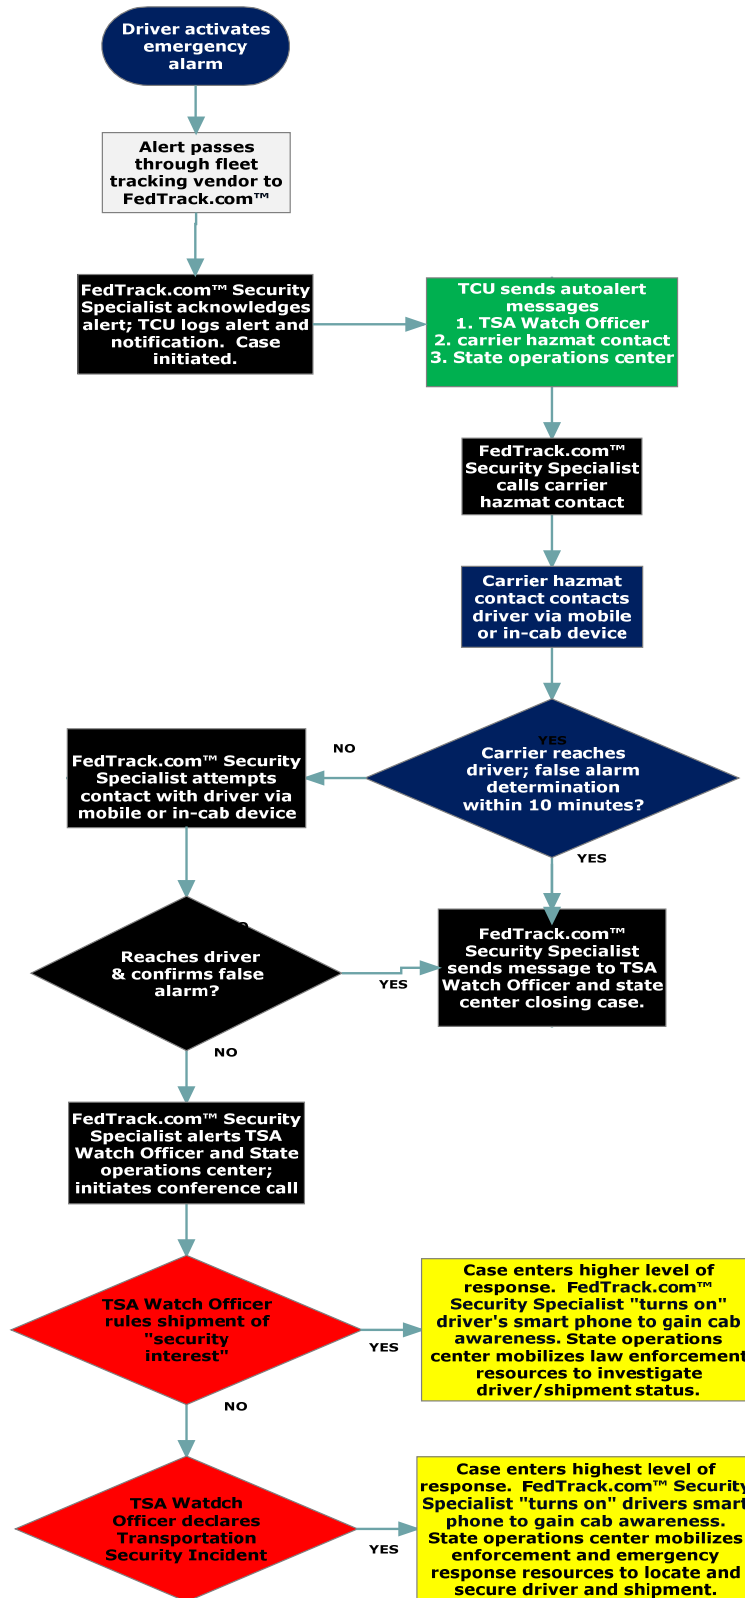 Driver activates
emergency
alarm
Alert passes
through fleet
tracking vendor to
FedTrack.com™
FedTrack.com™ Security
Specialist acknowledges
alert; TCU logs alert and
notification.  Case
initiated.
TCU sends autoalert
messages
1. TSA Watch Officer
2. carrier hazmat contact
3. State operations center
FedTrack.com™
Security Specialist
calls carrier
hazmat contact
Carrier hazmat
contact contacts
driver via mobile
or in-cab device
YES
Carrier reaches
driver; false alarm
determination
within 10 minutes?
NO
YES
FedTrack.com™ Security
Specialist attempts
contact with driver via
mobile or in-cab device
Reaches driver
& confirms false
alarm?
YES
NO
FedTrack.com™
Security Specialist
sends message to TSA
Watch Officer and state
center closing case.
FedTrack.com™ Security
Specialist alerts TSA
Watch Officer and State
operations center;
initiates conference call
TSA Watch Officer
rules shipment of
"security
interest"
YES
NO
Case enters higher level of
response.  FedTrack.com™
Security Specialist "turns on"
driver's smart phone to gain cab
awareness. State operations
center mobilizes law enforcement
resources to investigate
driver/shipment status.
TSA Watdch
Officer declares
Transportation
Security Incident
YES
Case enters highest level of
response.  FedTrack.com™ Security
Specialist "turns on" drivers smart
phone to gain cab awareness.
State operations center mobilizes
enforcement and emergency
response resources to locate and
secure driver and shipment.